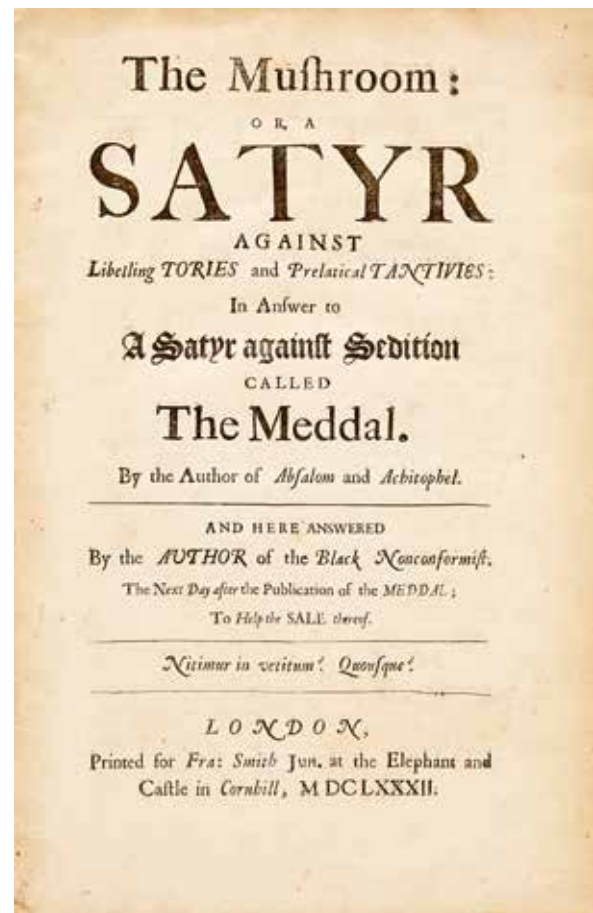 The Muſhroom:
OR, A
SATYR
AGAINST
Libelling TORIES and Prelatical TANTIVIES:
In Anſwer to
A Satyr againſt Sedition
CALLED
The Meddal.
By the Author of Abſalom and Achitophel.
AND HERE ANSWERED
By the AUTHOR of the Black Nonconformiſt.
The Next Day after the Publication of the MEDDAL;
To Help the SALE thereof.
Nitimur in vetitum? Quouſque?
LONDON,
Printed for Fra: Smith Jun. at the Elephant and
Caſtle in Cornhill, MDCLXXXII.